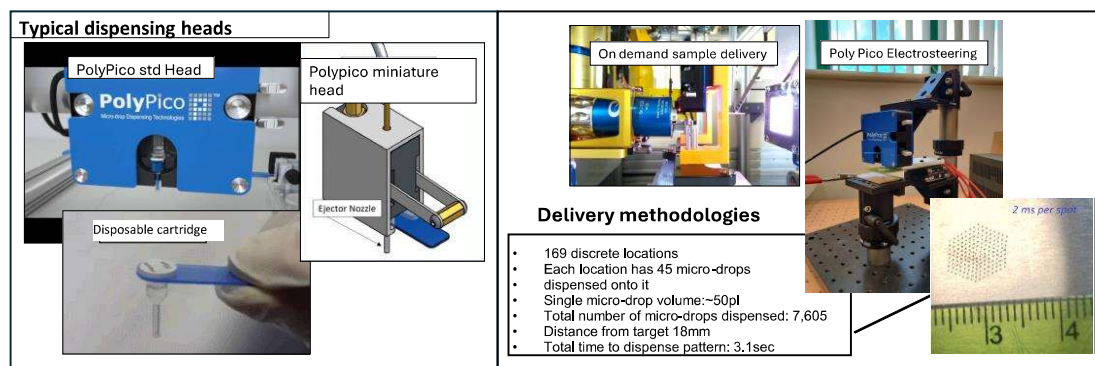 Typical dispensing heads
PolyPico std Head
PolyPico™
Micro-drop Dispensing Technologies
Polypico miniature
head
Ejector Nozzle
Disposable cartridge
On demand sample delivery
Poly Pico Electrosteering
Delivery methodologies
• 169 discrete locations
• Each location has 45 micro-drops
• dispensed onto it
• Single micro-drop volume:~50pl
• Total number of micro-drops dispensed: 7,605
• Distance from target 18mm
• Total time to dispense pattern: 3.1sec
2 ms per spot
3
4